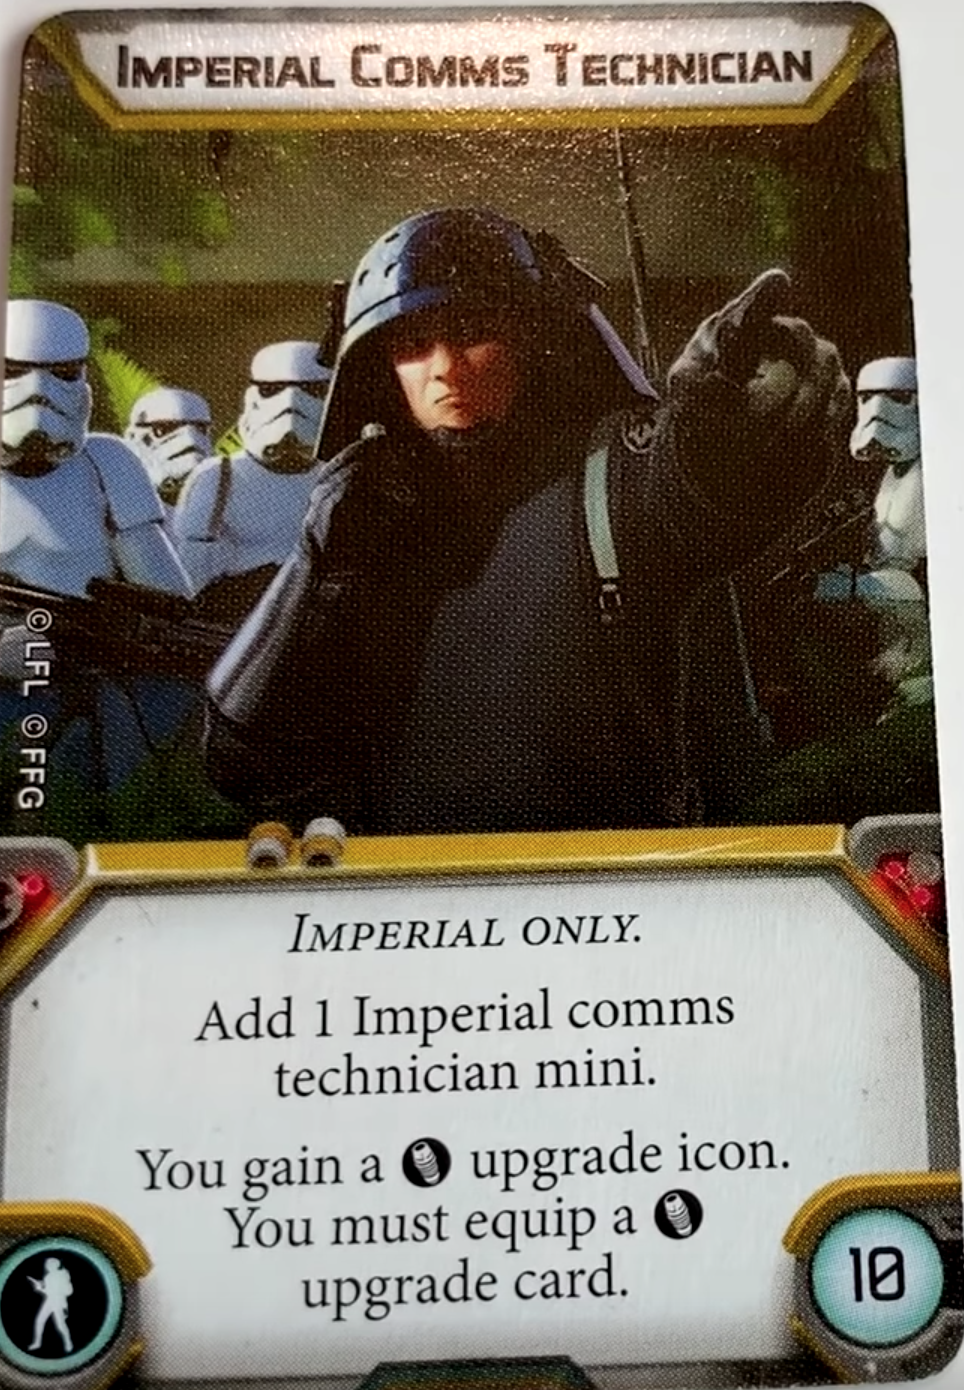 IMPERIAL COMMS TECHNICIAN
© LFL © FFG
IMPERIAL ONLY.
Add 1 Imperial comms
technician mini.
You gain a upgrade icon.
You must equip a
upgrade card.
10